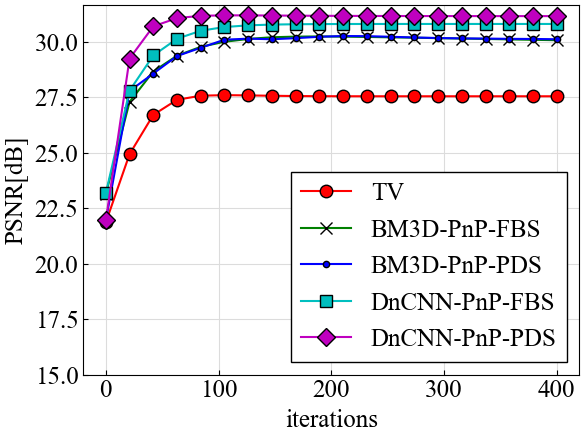 PSNR[dB]
30.0
27.5
25.0
22.5
20.0
17.5
15.0
TV
BM3D-PnP-FBS
BM3D-PnP-PDS
DnCNN-PnP-FBS
DnCNN-PnP-PDS
0 100 200 300 400
iterations